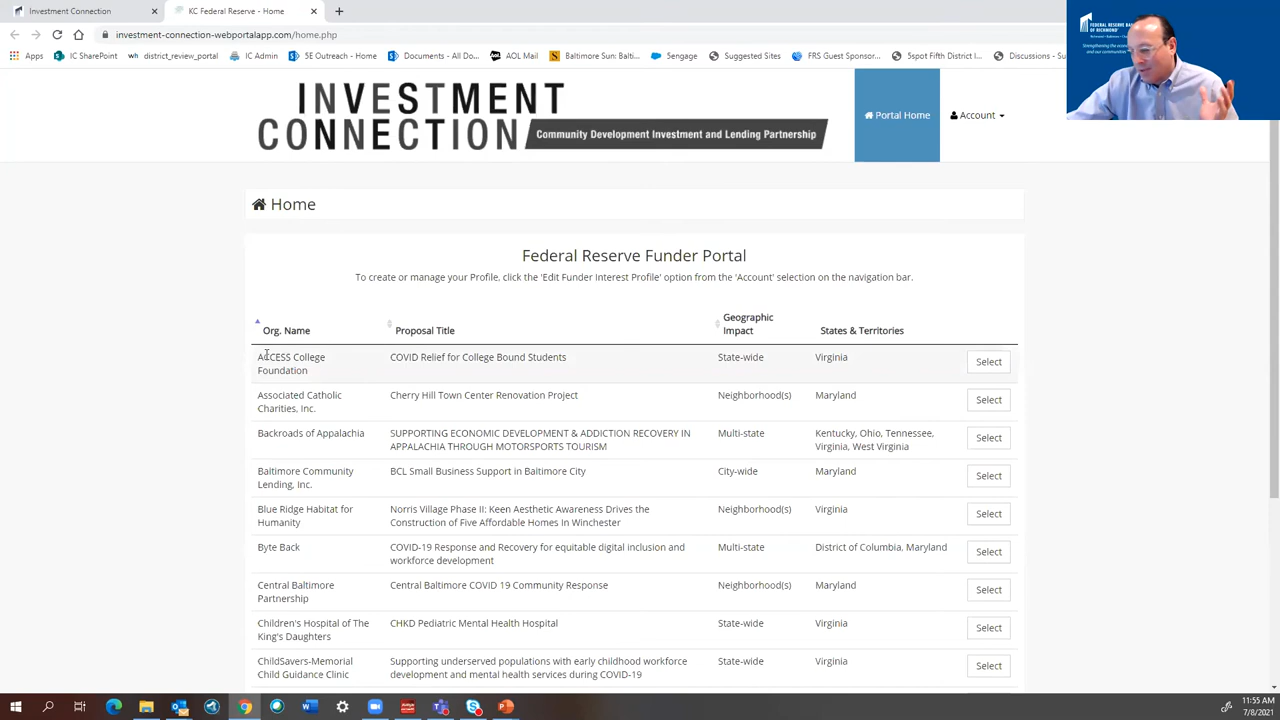 Investment Connection
KC Federal Reserve - Home
investment-connection-webportalapp.com/home.php
Apps
IC SharePoint
district_review_porta
IC Admin
5E Outreach - Home
AOL Mail
Baltimore Sun: Balti...
Suggested Sites
FRS Guest Sponsor...
5spot Fifth District I...
FEDERAL RESERVE BANK
OF RICHMOND
INVESTMENT
CONNECTION
Community Development Investment and Lending Partnership
Portal Home
Account
Home
Federal Reserve Funder Portal
To create or manage your Profile, click the 'Edit Funder Interest Profile' option from the 'Account' selection on the navigation bar.
Org. Name
Proposal Title
Geographic
Impact
States & Territories
ACCESS College
Foundation
COVID Relief for College Bound Students
State-wide
Virginia
Select
Associated Catholic
Charities, Inc.
Cherry Hill Town Center Renovation Project
Neighborhood(s)
Maryland
Select
Backroads of Appalachia
SUPPORTING ECONOMIC DEVELOPMENT & ADDICTION RECOVERY IN
APPALACHIA THROUGH MOTORSPORTS TOURISM
Multi-state
Kentucky, Ohio, Tennessee,
Virginia, West Virginia
Select
Baltimore Community
Lending, Inc.
BCL Small Business Support in Baltimore City
City-wide
Maryland
Select
Blue Ridge Habitat for
Humanity
Norris Village Phase II: Keen Aesthetic Awareness Drives the
Construction of Five Affordable Homes In Winchester
Neighborhood(s)
Virginia
Select
Byte Back
COVID-19 Response and Recovery for equitable digital inclusion and
workforce development
Multi-state
District of Columbia, Maryland
Select
Central Baltimore
Partnership
Central Baltimore COVID 19 Community Response
Neighborhood(s)
Maryland
Select
Children's Hospital of The
King's Daughters
CHKD Pediatric Mental Health Hospital
State-wide
Virginia
Select
ChildSavers-Memorial
Child Guidance Clinic
Supporting underserved populations with early childhood workforce
development and mental health services during COVID-19
State-wide
Virginia
Select
11:55 AM
7/8/2021